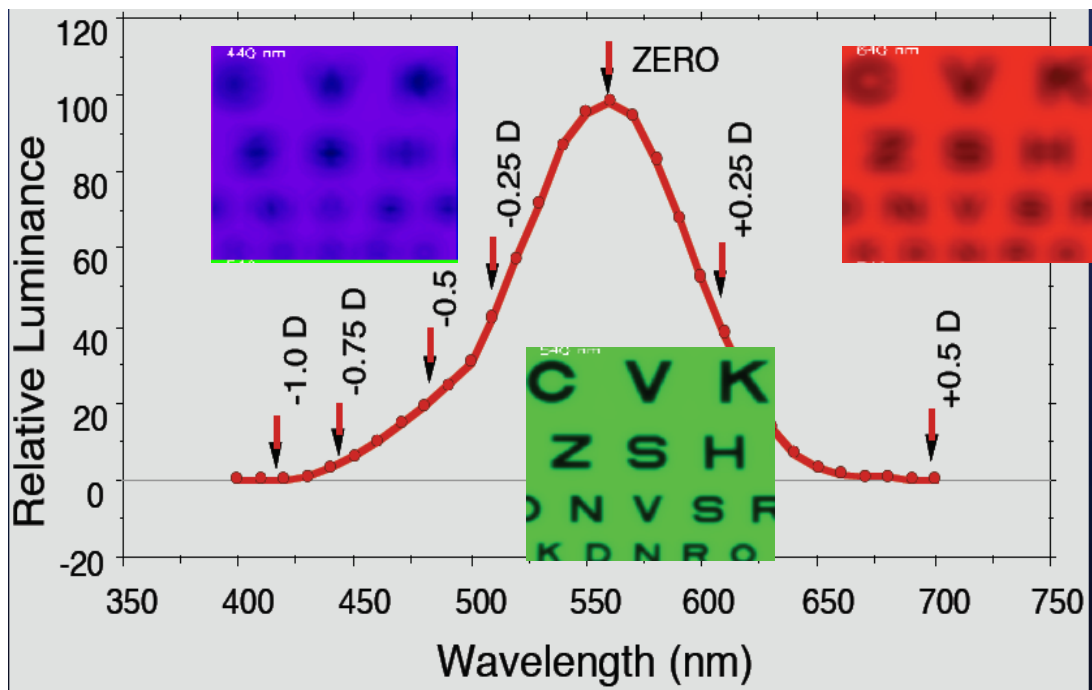 120
100
80
60
40
20
0
-20
Relative Luminance
350 400 450 500 550 600 650 700 750
Wavelength (nm)
-1.0 D
-0.75 D
-0.5
-0.25 D
ZERO
+0.25 D
+0.5 D
440 nm
640 nm
C V K
Z S H
540 nm
C V K
Z S H
N V S R
K D N R O